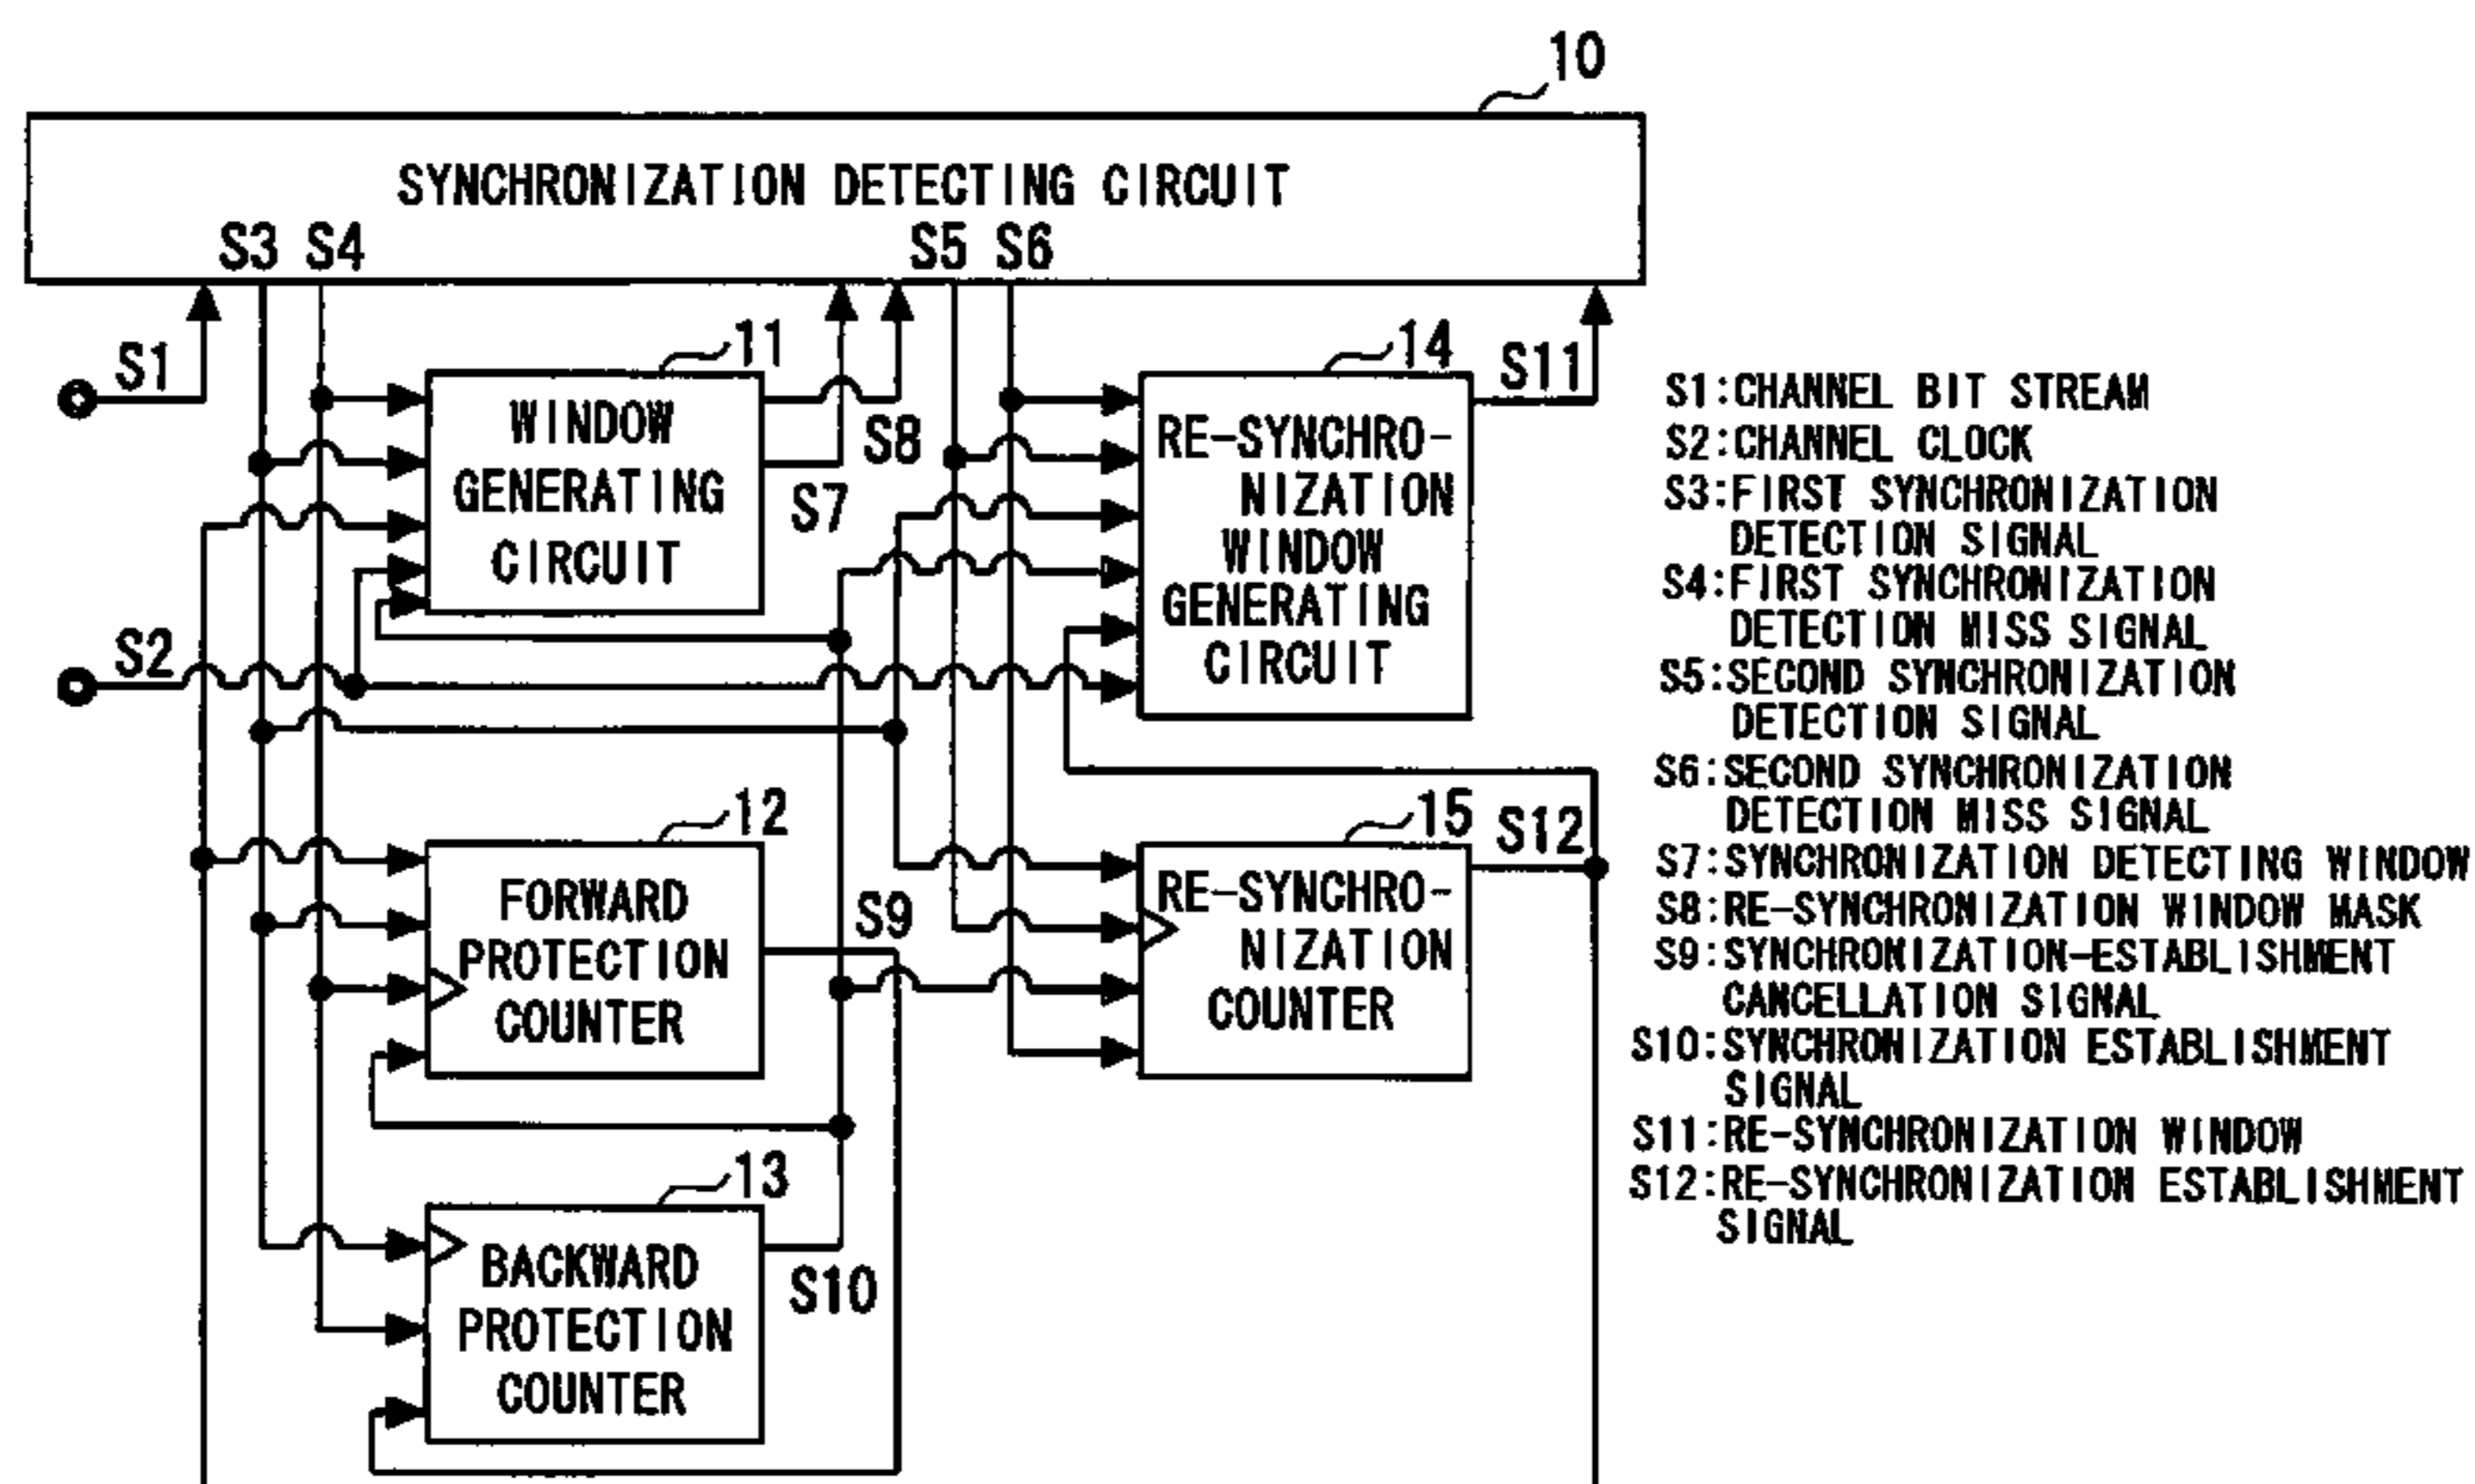 10
SYNCHRONIZATION DETECTING CIRCUIT
S3 S4 S5 S6
S1
11
WINDOW
GENERATING
CIRCUIT
S8
S7
14
RE-SYNCHRO-
NIZATION
WINDOW
GENERATING
CIRCUIT
S11
S2
12
FORWARD
PROTECTION
COUNTER
S9
15
RE-SYNCHRO-
NIZATION
COUNTER
S12
13
BACKWARD
PROTECTION
COUNTER
S10
S1:CHANNEL BIT STREAM
S2:CHANNEL CLOCK
S3:FIRST SYNCHRONIZATION
DETECTION SIGNAL
S4:FIRST SYNCHRONIZATION
DETECTION MISS SIGNAL
S5:SECOND SYNCHRONIZATION
DETECTION SIGNAL
S6:SECOND SYNCHRONIZATION
DETECTION MISS SIGNAL
S7:SYNCHRONIZATION DETECTING WINDOW
S8:RE-SYNCHRONIZATION WINDOW MASK
S9:SYNCHRONIZATION-ESTABLISHMENT
CANCELLATION SIGNAL
S10:SYNCHRONIZATION ESTABLISHMENT
SIGNAL
S11:RE-SYNCHRONIZATION WINDOW
S12:RE-SYNCHRONIZATION ESTABLISHMENT
SIGNAL